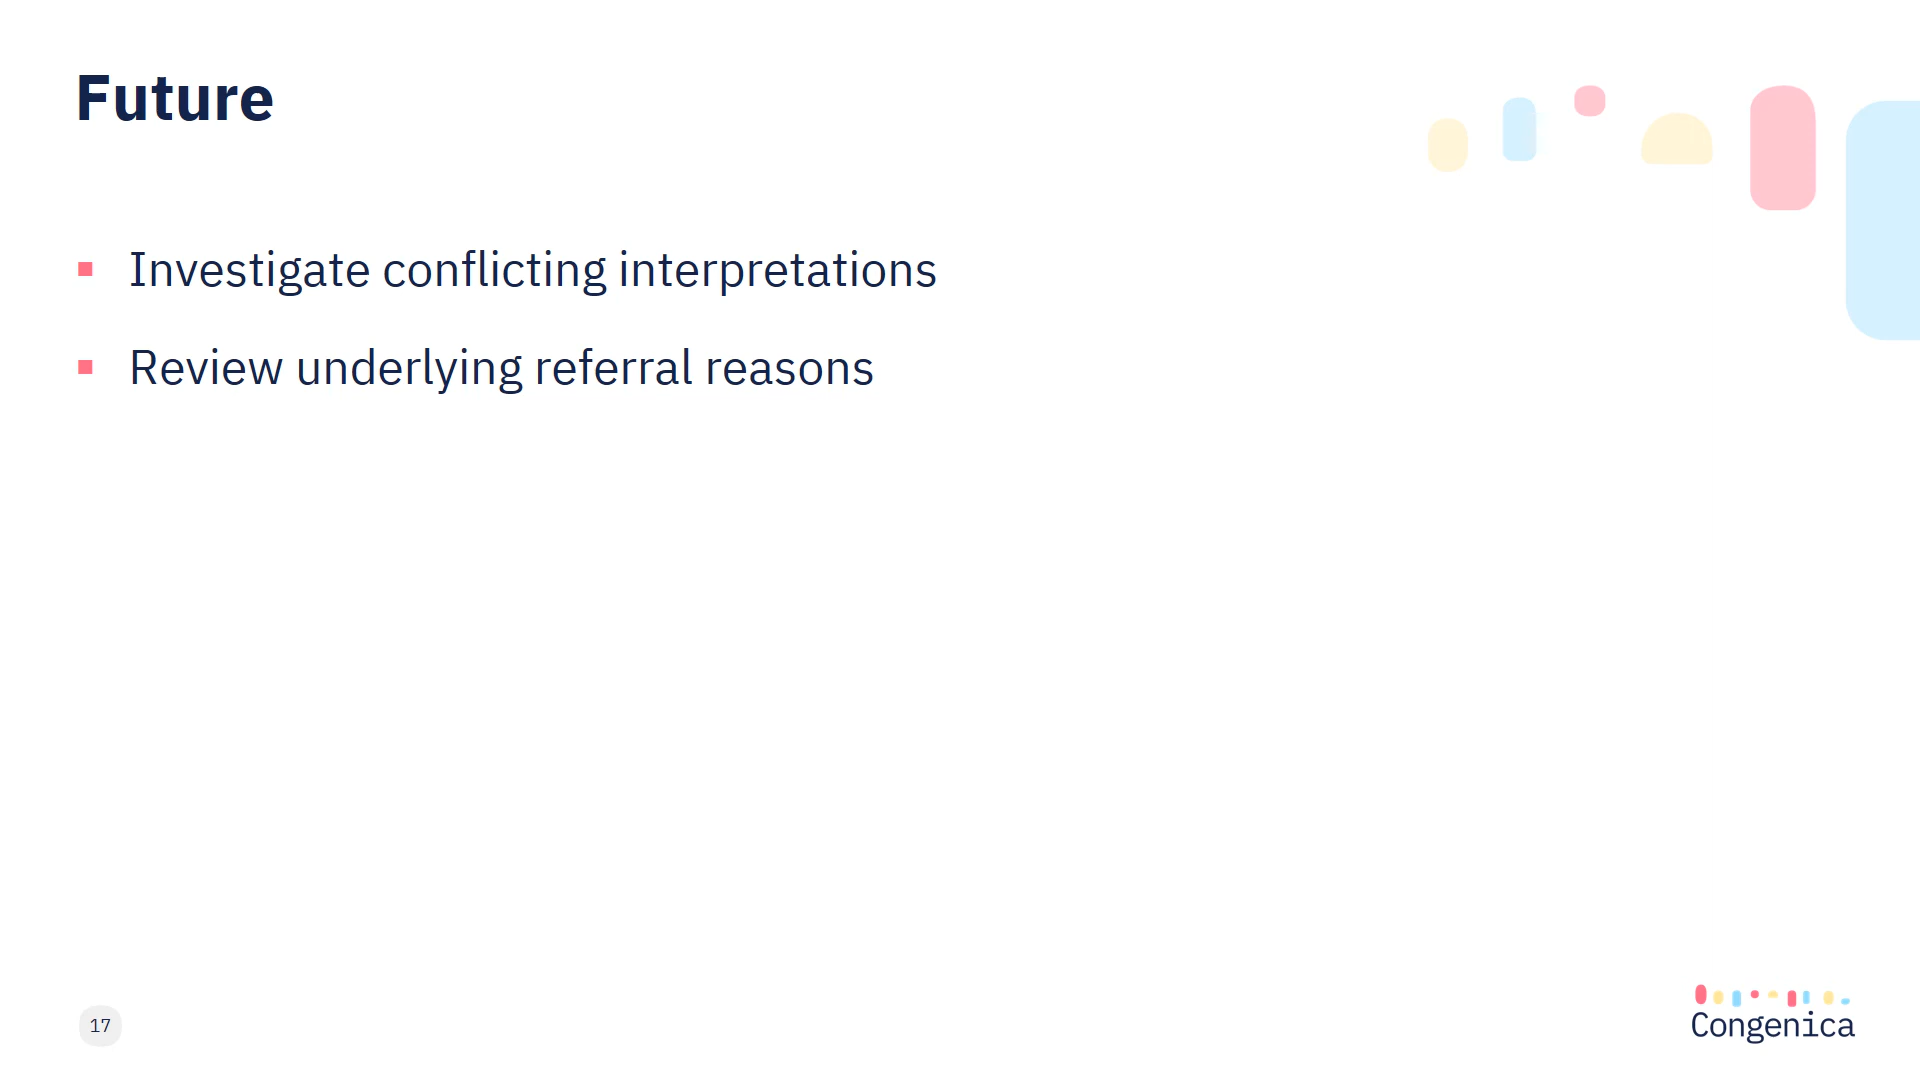 Future
Investigate conflicting interpretations
Review underlying referral reasons
17
Congenica